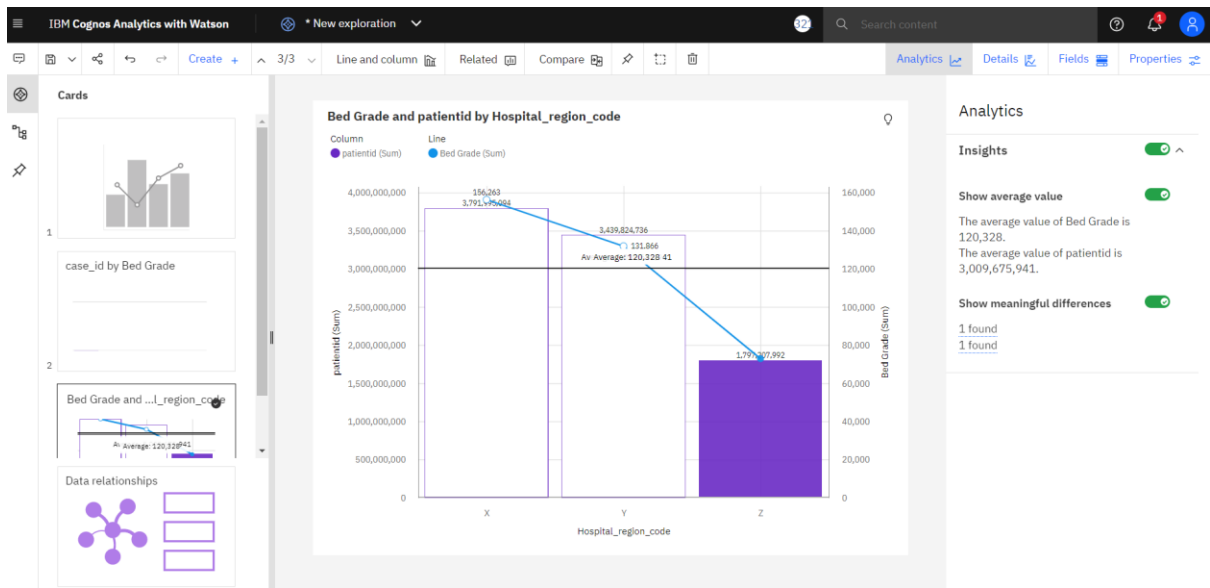 IBM Cognos Analytics with Watson
* New exploration
Search content
1
Create +
3/3
Line and column
Related
Compare
Analytics
Details
Fields
Properties
Cards
1
case_id by Bed Grade
2
Bed Grade and ...l_region_code
Average: 120,328
Data relationships
Bed Grade and patientid by Hospital_region_code
Column
Line
patientid (Sum)
Bed Grade (Sum)
4,000,000,000
3,500,000,000
3,000,000,000
2,500,000,000
2,000,000,000
1,500,000,000
1,000,000,000
500,000,000
0
patientid (Sum)
156,263
3,439,824,736
131,866
Av Average: 120,328 41
160,000
140,000
120,000
100,000
80,000
60,000
40,000
20,000
0
Bed Grade (Sum)
X
Y
Z
Hospital_region_code
Analytics
Insights
Show average value
The average value of Bed Grade is
120,328.
The average value of patientid is
3,009,675,941.
Show meaningful differences
1 found
1 found